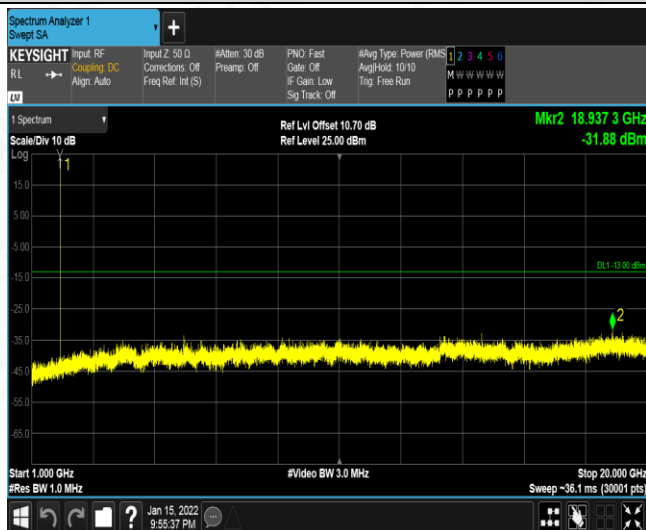 Spectrum Analyzer 1
Swept SA
+
KEYSIGHT
RL
LXI
Input: RF
Coupling: DC
Align: Auto
Input Z: 50 Ω
Corrections: Off
Freq Ref: Int (S)
#Atten: 30 dB
Preamp: Off
PNO: Fast
Gate: Off
IF Gain: Low
Sig Track: Off
#Avg Type: Power (RMS
Avg|Hold: 10/10
Trig: Free Run
1 2 3 4 5 6
M W W W W W
P P P P P P
1 Spectrum
Scale/Div 10 dB
Log
Ref Lvl Offset 10.70 dB
Ref Level 25.00 dBm
Mkr2 18.937 3 GHz
-31.88 dBm
1
15.0
5.00
-5.00
-15.0
DL1 -13.00 dBm
-25.0
2
-35.0
-45.0
-55.0
-65.0
Start 1.000 GHz
#Video BW 3.0 MHz
Stop 20.000 GHz
#Res BW 1.0 MHz
Sweep ~36.1 ms (30001 pts)
?
Jan 15, 2022
9:55:37 PM